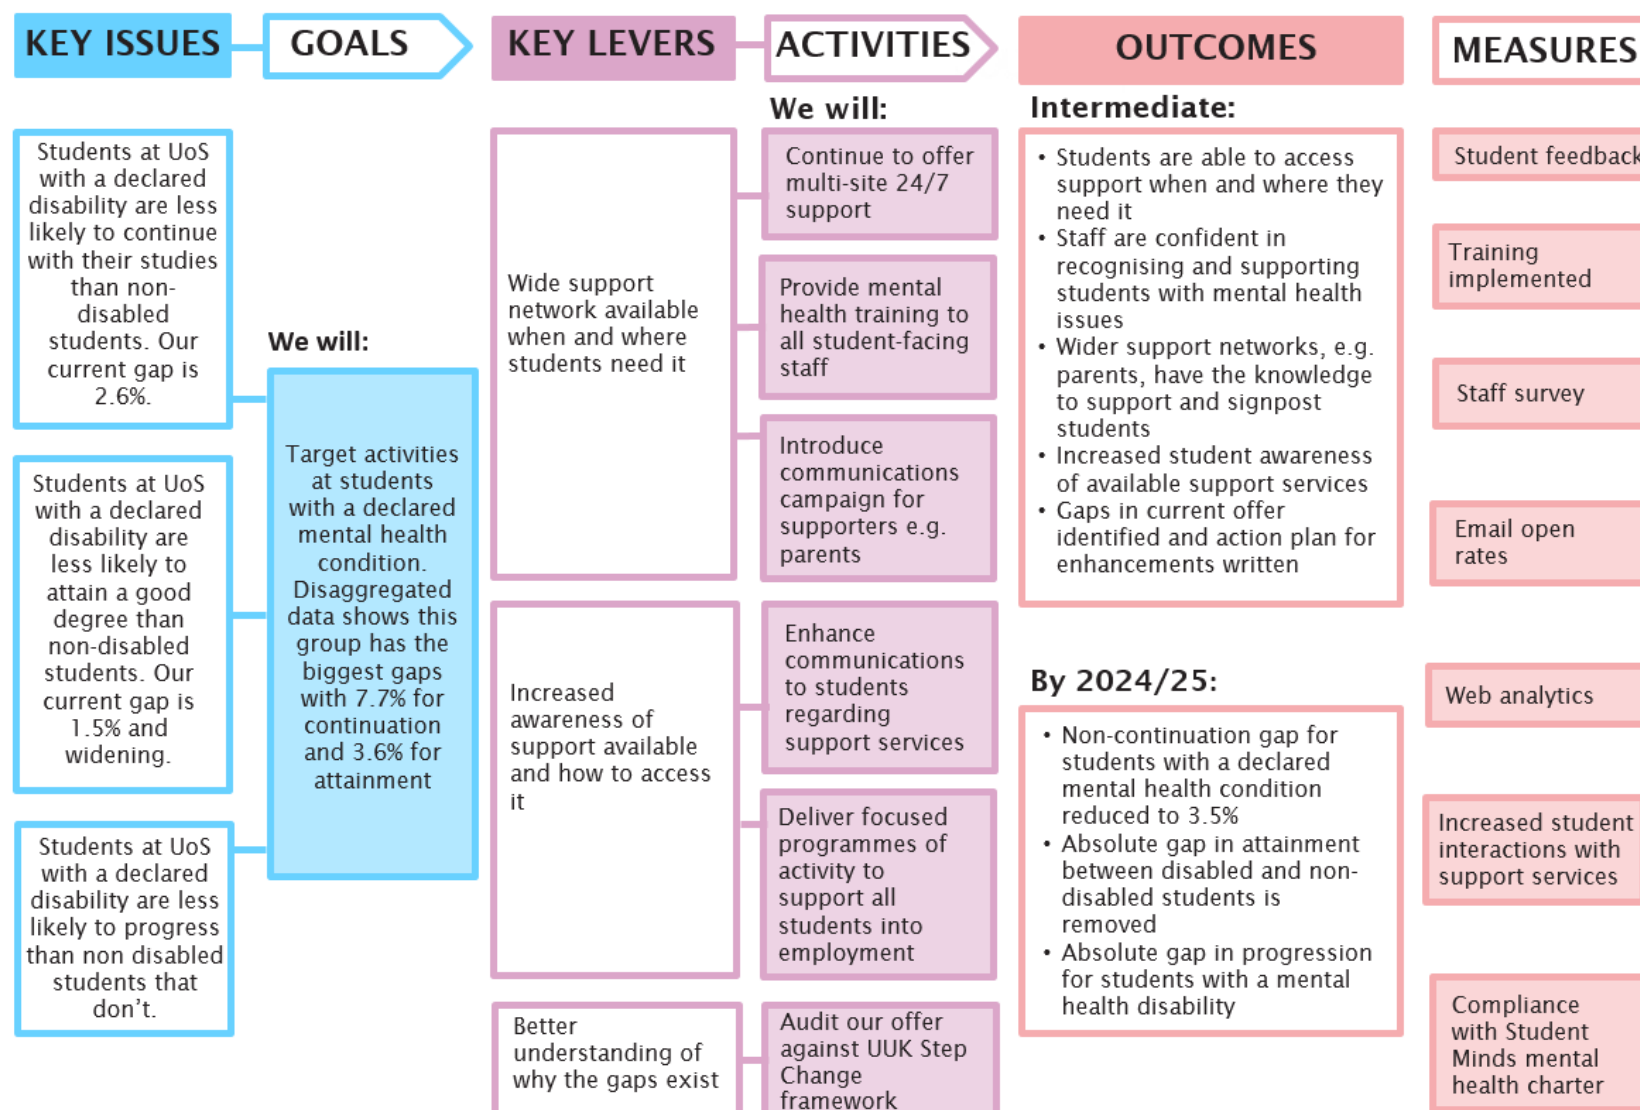 KEY ISSUES
GOALS
KEY LEVERS
ACTIVITIES
OUTCOMES
MEASURES
Students at UoS
with a declared
disability are less
likely to continue
with their studies
than non-
disabled
students. Our
current gap is
2.6%.
Students at UoS
with a declared
disability are
less likely to
attain a good
degree than
non-disabled
students. Our
current gap is
1.5% and
widening.
Students at UoS
with a declared
disability are less
likely to progress
than non disabled
students that
don't.
We will:
Target activities
at students
with a declared
mental health
condition.
Disaggregated
data shows this
group has the
biggest gaps
with 7.7% for
continuation
and 3.6% for
attainment
Wide support
network available
when and where
students need it
Increased
awareness of
support available
and how to access
it
Better
understanding of
why the gaps exist
We will:
Continue to offer
multi-site 24/7
support
Provide mental
health training to
all student-facing
staff
Introduce
communications
campaign for
supporters e.g.
parents
Enhance
communications
to students
regarding
support services
Deliver focused
programmes of
activity to
support all
students into
employment
Audit our offer
against UUK Step
Change
framework
Intermediate:
• Students are able to access
support when and where they
need it
• Staff are confident in
recognising and supporting
students with mental health
issues
• Wider support networks, e.g.
parents, have the knowledge
to support and signpost
students
• Increased student awareness
of available support services
• Gaps in current offer
identified and action plan for
enhancements written
By 2024/25:
• Non-continuation gap for
students with a declared
mental health condition
reduced to 3.5%
• Absolute gap in attainment
between disabled and non-
disabled students is
removed
• Absolute gap in progression
for students with a mental
health disability
Student feedback
Training
implemented
Staff survey
Email open
rates
Web analytics
Increased student
interactions with
support services
Compliance
with Student
Minds mental
health charter